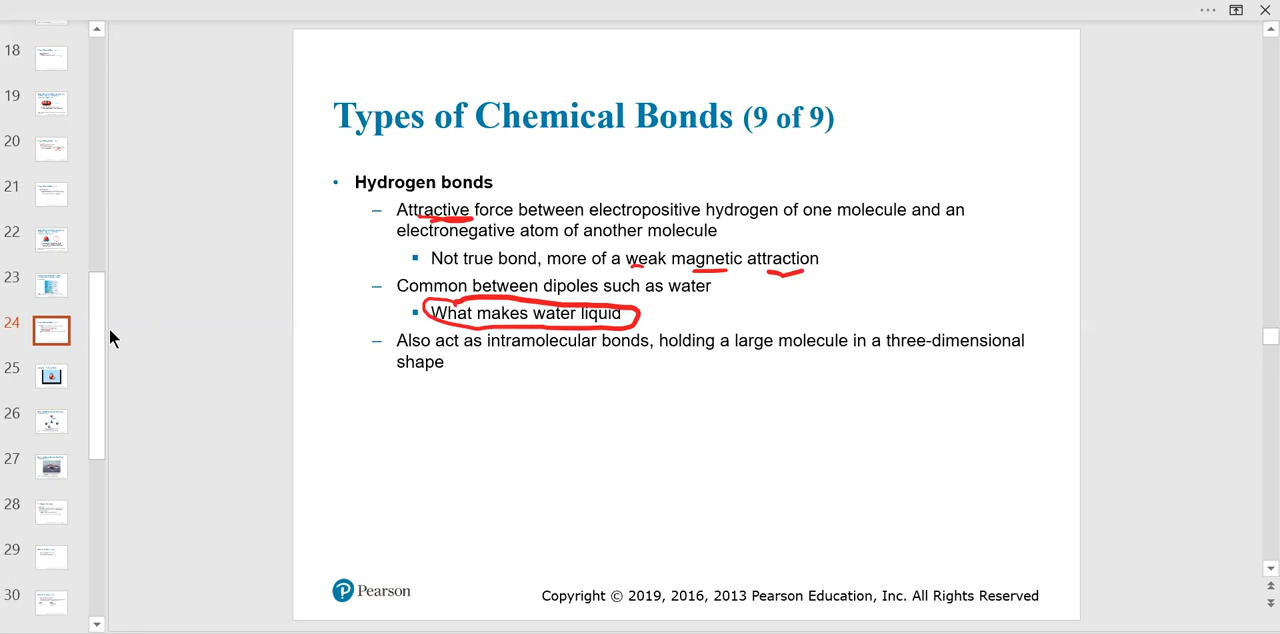 18
19
20
21
22
23
24
25
26
27
28
29
30
Types of Chemical Bonds (9 of 9)
• Hydrogen bonds
– Attractive force between electropositive hydrogen of one molecule and an
electronegative atom of another molecule
▪ Not true bond, more of a weak magnetic attraction
– Common between dipoles such as water
▪ What makes water liquid
– Also act as intramolecular bonds, holding a large molecule in a three-dimensional
shape
P Pearson
Copyright © 2019, 2016, 2013 Pearson Education, Inc. All Rights Reserved